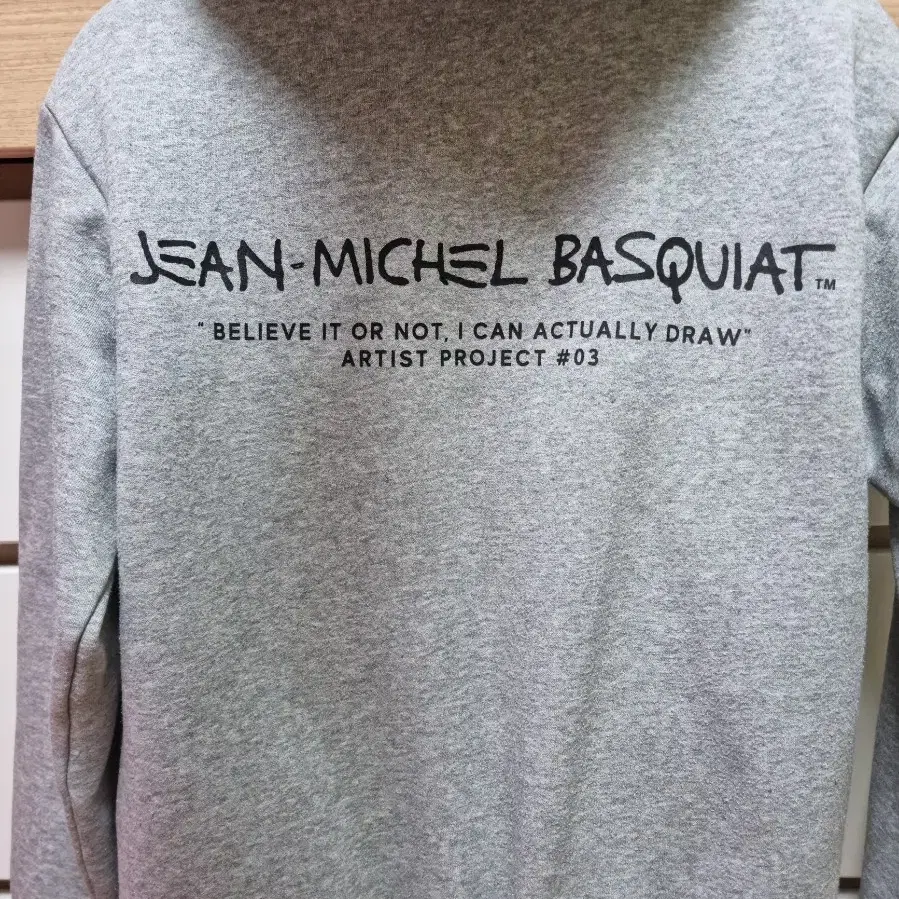 JEAN-MICHEL BASQUIAT™
"BELIEVE IT OR NOT, I CAN ACTUALLY DRAW"
ARTIST PROJECT #03